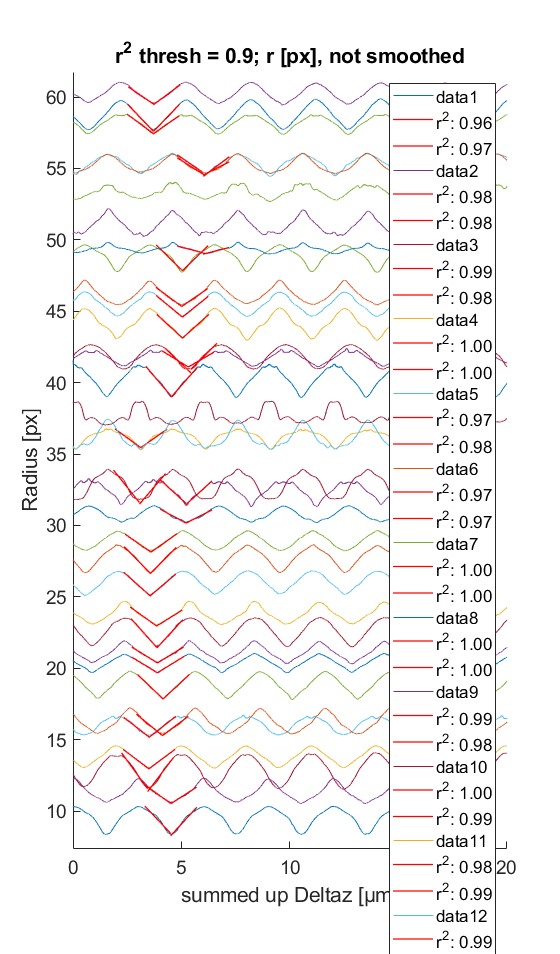 r² thresh = 0.9; r [px], not smoothed
Radius [px]
60
55
50
45
40
35
30
25
20
15
10
0
5
10
20
summed up Deltaz [µm
data1
r²: 0.96
r²: 0.97
data2
r²: 0.98
r²: 0.98
data3
r²: 0.99
r²: 0.98
data4
r²: 1.00
r²: 1.00
data5
r²: 0.97
r²: 0.98
data6
r²: 0.97
r²: 0.97
data7
r²: 1.00
r²: 1.00
data8
r²: 1.00
r²: 1.00
data9
r²: 0.99
r²: 0.98
data10
r²: 1.00
r²: 0.99
data11
r²: 0.98
r²: 0.99
data12
r²: 0.99